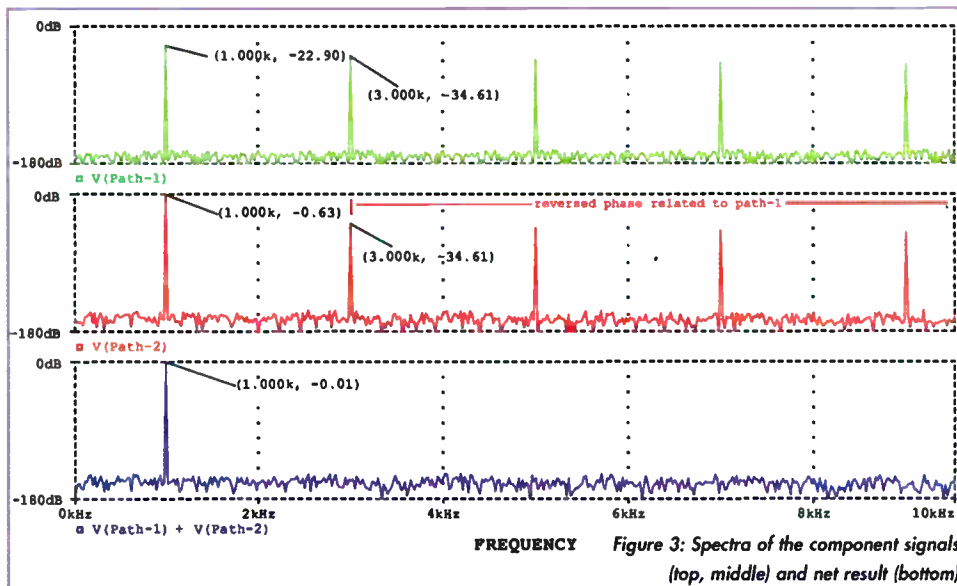 0dB
(1.000k, -22.90)
(3.000k, -34.61)
-180dB
V(Path-1)
0dB
(1.000k, -0.63)
reversed phase related to path-1
(3.000k, -34.61)
-180dB
V(Path-2)
0dB
(1.000k, -0.01)
-180dB
0kHz 2kHz 4kHz 6kHz 8kHz 10kHz
V(Path-1) + V(Path-2)
FREQUENCY
Figure 3: Spectra of the component signals
(top, middle) and net result (bottom)